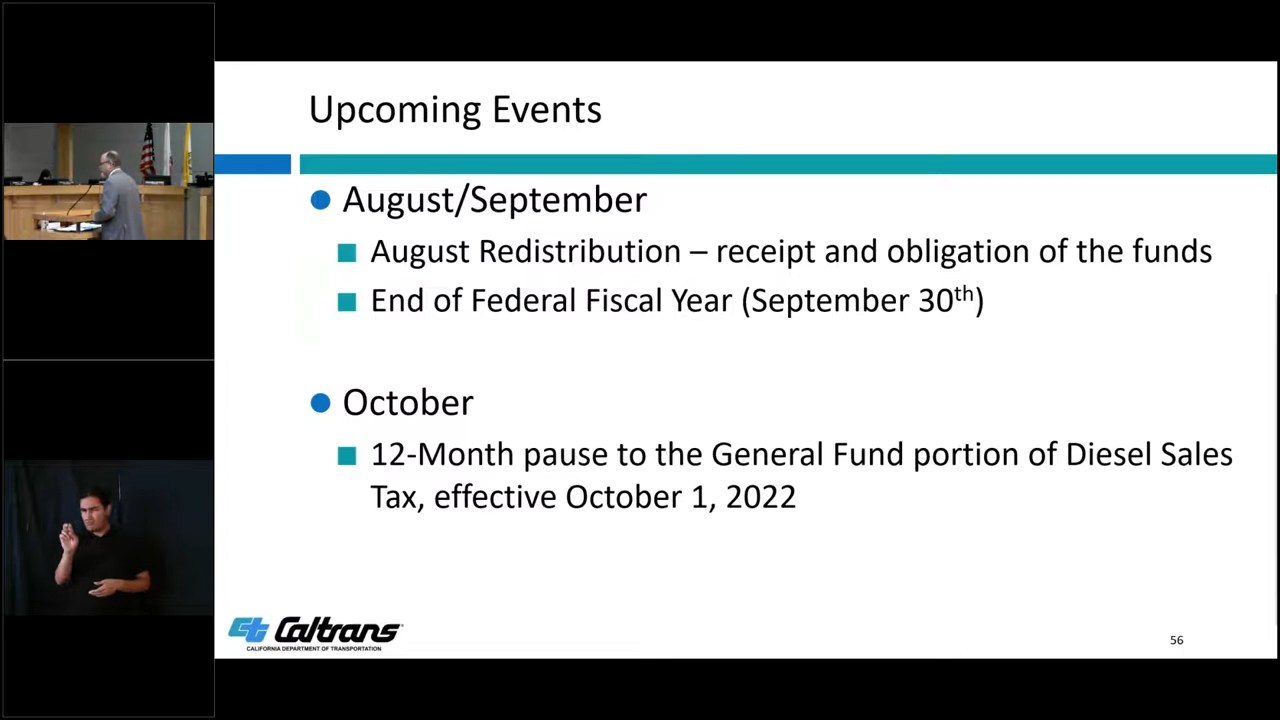 Upcoming Events
August/September
August Redistribution – receipt and obligation of the funds
End of Federal Fiscal Year (September 30th)
October
12-Month pause to the General Fund portion of Diesel Sales
Tax, effective October 1, 2022
Caltrans
CALIFORNIA DEPARTMENT OF TRANSPORTATION
56